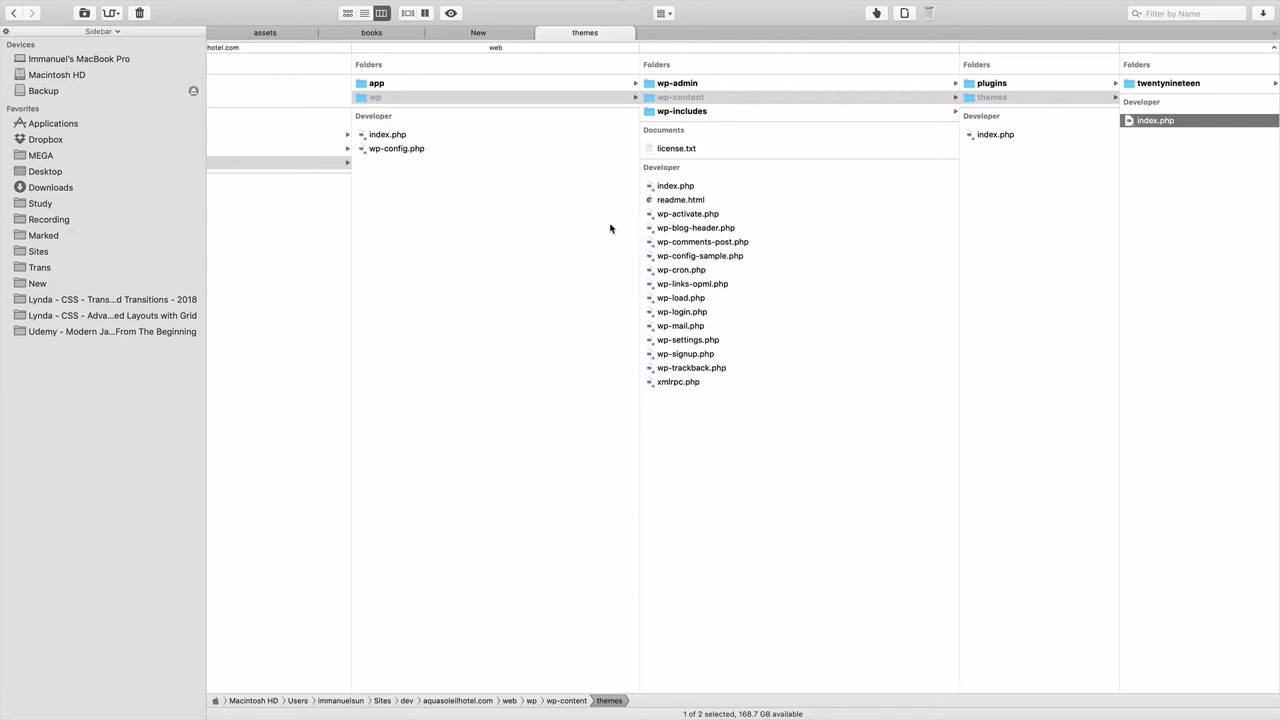 Filter by Name
Sidebar
assets
books
New
themes
hotel.com
web
Devices
Immanuel's MacBook Pro
Macintosh HD
Backup
Favorites
Applications
Dropbox
MEGA
Desktop
Downloads
Study
Recording
Marked
Sites
Trans
New
Lynda - CSS - Trans...d Transitions - 2018
Lynda - CSS - Adva...ed Layouts with Grid
Udemy - Modern Ja...From The Beginning
Folders
app
wp
Developer
index.php
wp-config.php
Folders
wp-admin
wp-content
wp-includes
Documents
license.txt
Developer
index.php
readme.html
wp-activate.php
wp-blog-header.php
wp-comments-post.php
wp-config-sample.php
wp-cron.php
wp-links-opml.php
wp-load.php
wp-login.php
wp-mail.php
wp-settings.php
wp-signup.php
wp-trackback.php
xmlrpc.php
Folders
plugins
themes
Developer
index.php
Folders
twentynineteen
Developer
index.php
Macintosh HD Users immanuelsun Sites dev aquasoleilhotel.com web wp wp-content themes
1 of 2 selected, 168.7 GB available